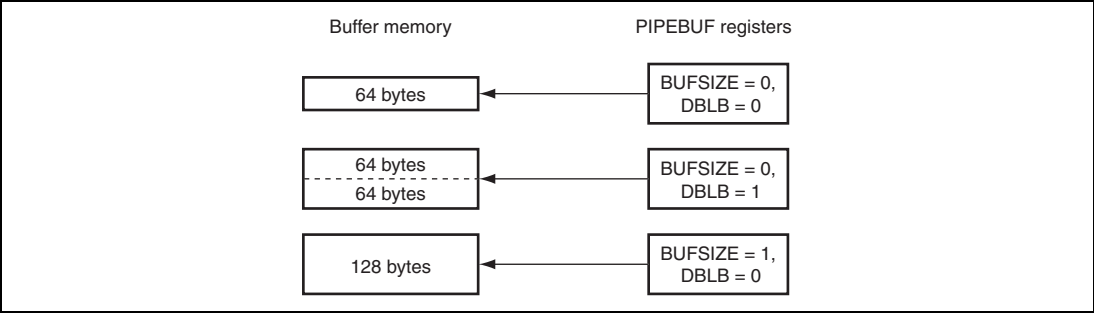 Buffer memory
PIPEBUF registers
64 bytes
BUFSIZE = 0,
DBLB = 0
64 bytes
64 bytes
BUFSIZE = 0,
DBLB = 1
128 bytes
BUFSIZE = 1,
DBLB = 0